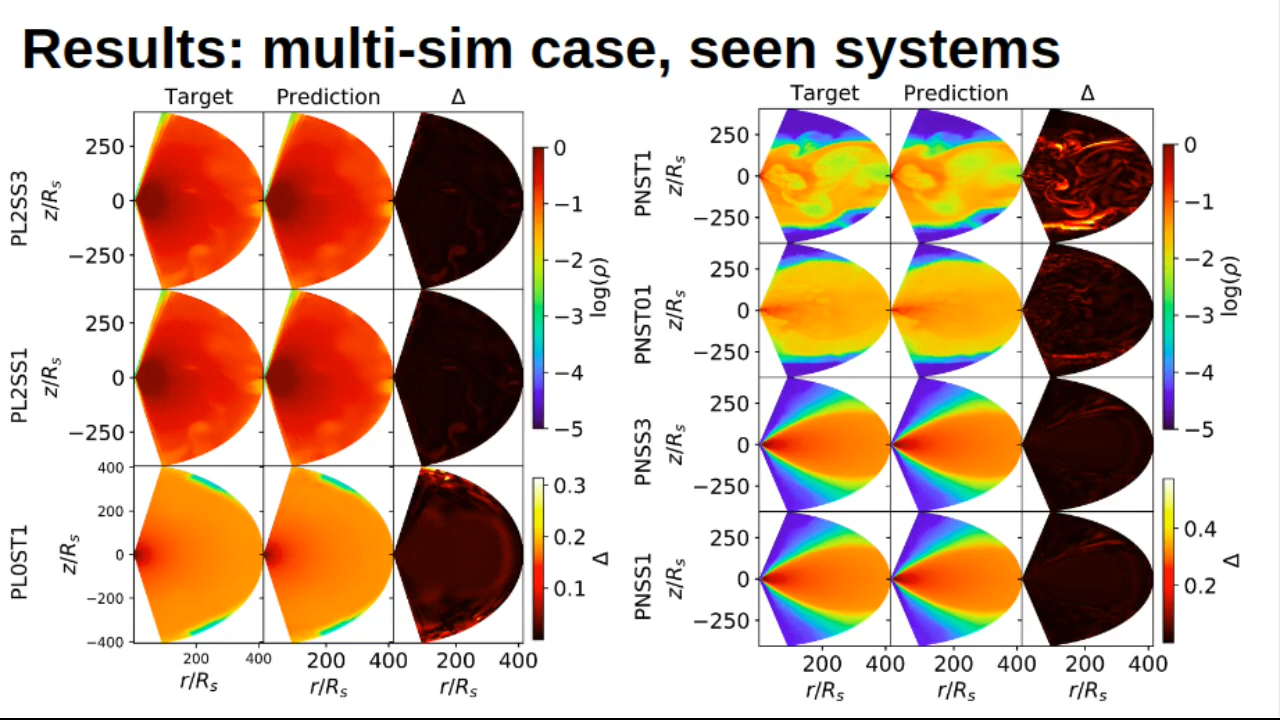 Results: multi-sim case, seen systems
Target Prediction Δ
PL2SS3
z/Rs
250
0
−250
PL2SS1
z/Rs
250
0
−250
PL0ST1
z/Rs
400
200
0
−200
−400
200 400
200 400
200 400
r/Rs r/Rs r/Rs
0
−1
−2
−3
−4
−5
log(ρ)
0.3
0.2
0.1
Δ
Target Prediction Δ
PNST1
z/Rs
250
0
−250
PNST01
z/Rs
250
0
−250
PNSS3
z/Rs
250
0
−250
PNSS1
z/Rs
250
0
−250
200 400
200 400
200 400
r/Rs r/Rs r/Rs
0
−1
−2
−3
−4
−5
log(ρ)
0.4
0.2
Δ